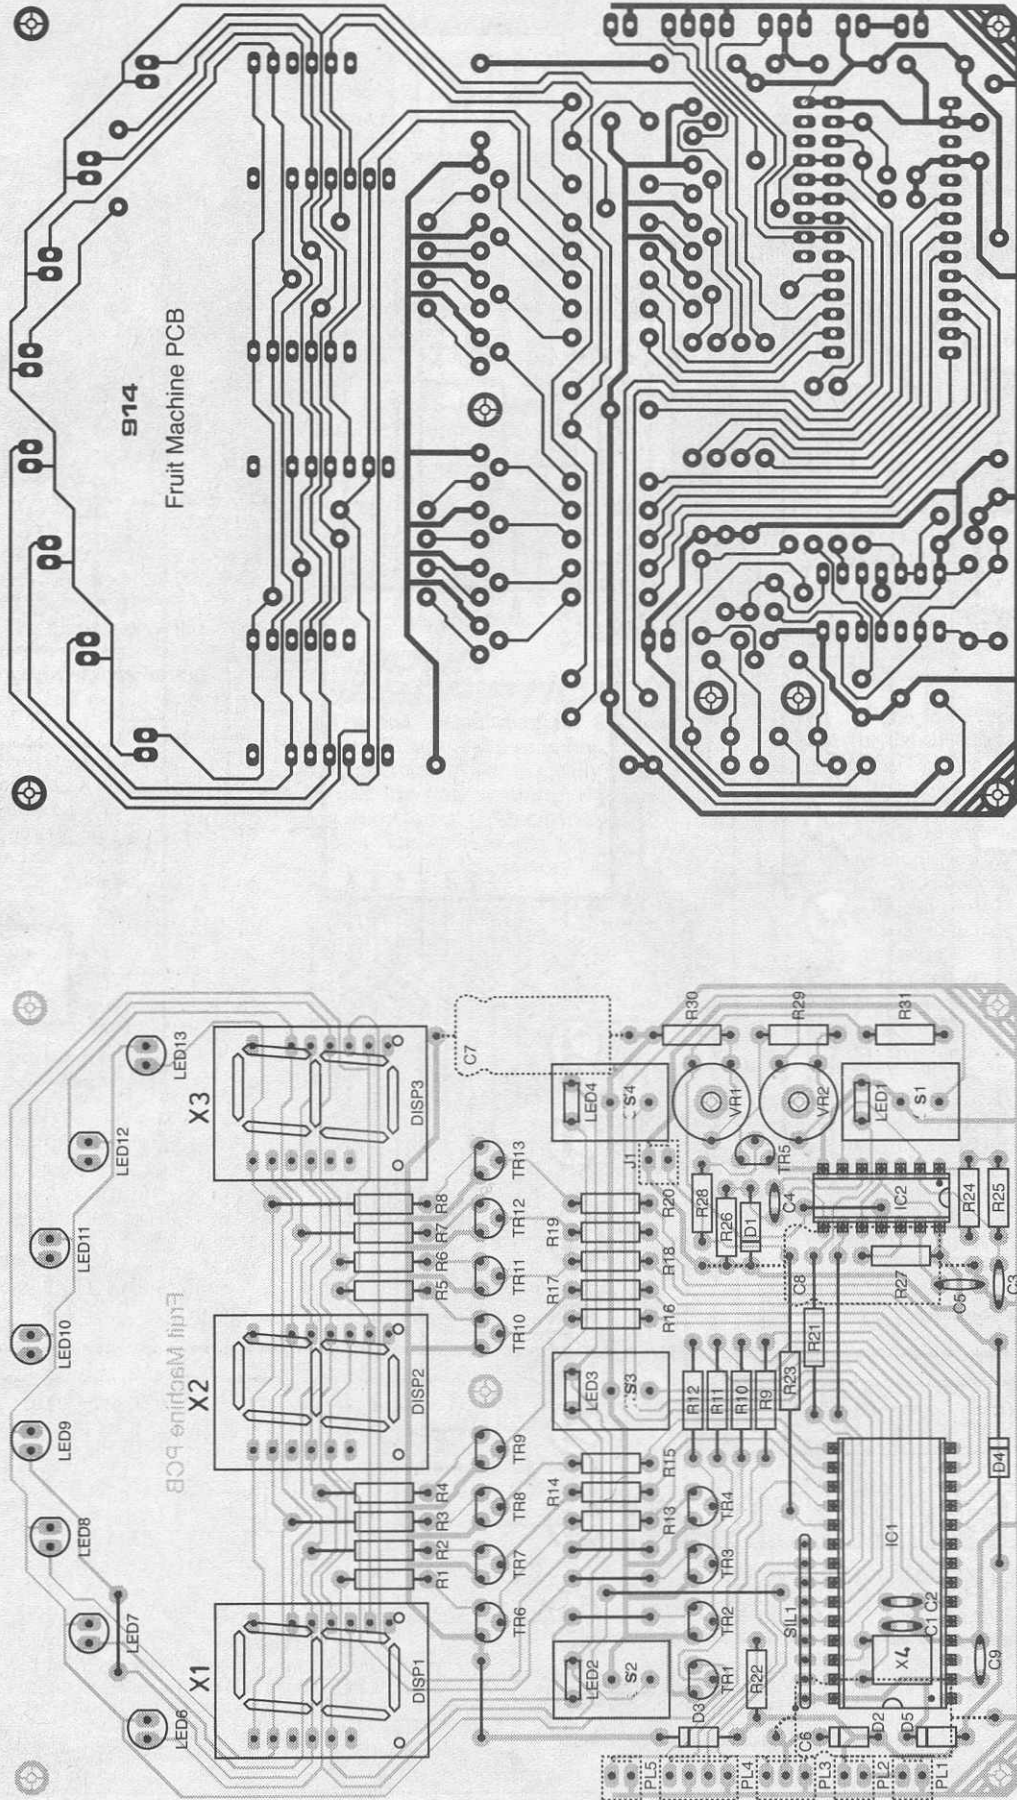 914
Fruit Machine PCB
LED6
LED7
LED8
LED9
LED10
LED11
LED12
LED13
Fruit Machine PCB
X1
X2
X3
DISP1
DISP2
DISP3
R1
R2
R3
R4
R5
R6
R7
R8
C7
TR6
TR7
TR8
TR9
TR10
TR11
TR12
TR13
LED2
S2
R13
R14
R15
LED3
S3
R16
R17
R18
R19
R20
J1
LED4
S4
R30
D3
TR1
TR2
TR3
TR4
R12
R11
R10
R9
R28
R26
D1
TR5
VR1
VR2
R29
R22
SIL1
R23
R21
C8
C4
C6
D2
D5
X4
C1
C2
IC1
R27
IC2
LED1
S1
R31
C9
D4
C5
C3
R24
R25
PL5
PL4
PL3
PL2
PL1